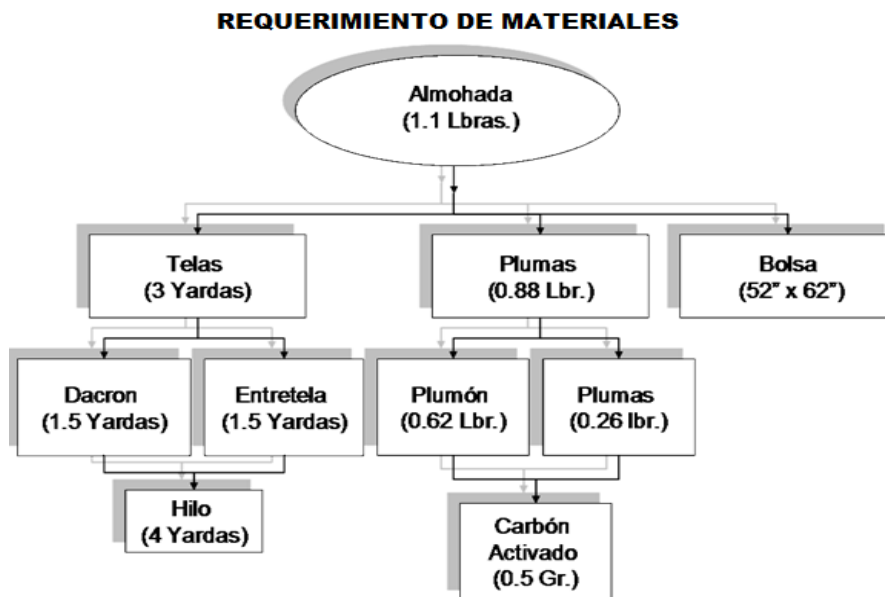 REQUERIMIENTO DE MATERIALES
Almohada
(1.1 Lbras.)
Telas
(3 Yardas)
Plumas
(0.88 Lbr.)
Bolsa
(52” x 62”)
Dacron
(1.5 Yardas)
Entretela
(1.5 Yardas)
Plumón
(0.62 Lbr.)
Plumas
(0.26 lbr.)
Hilo
(4 Yardas)
Carbón
Activado
(0.5 Gr.)